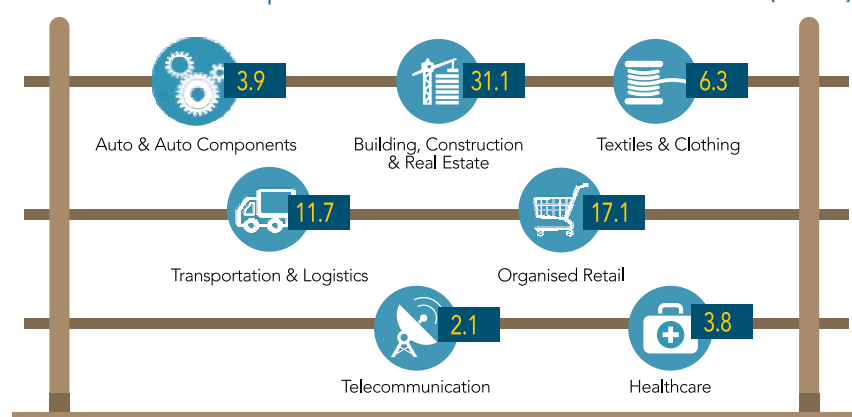 3.9
31.1
6.3
Auto & Auto Components
Building, Construction
& Real Estate
Textiles & Clothing
11.7
17.1
Transportation & Logistics
Organised Retail
2.1
3.8
Telecommunication
Healthcare